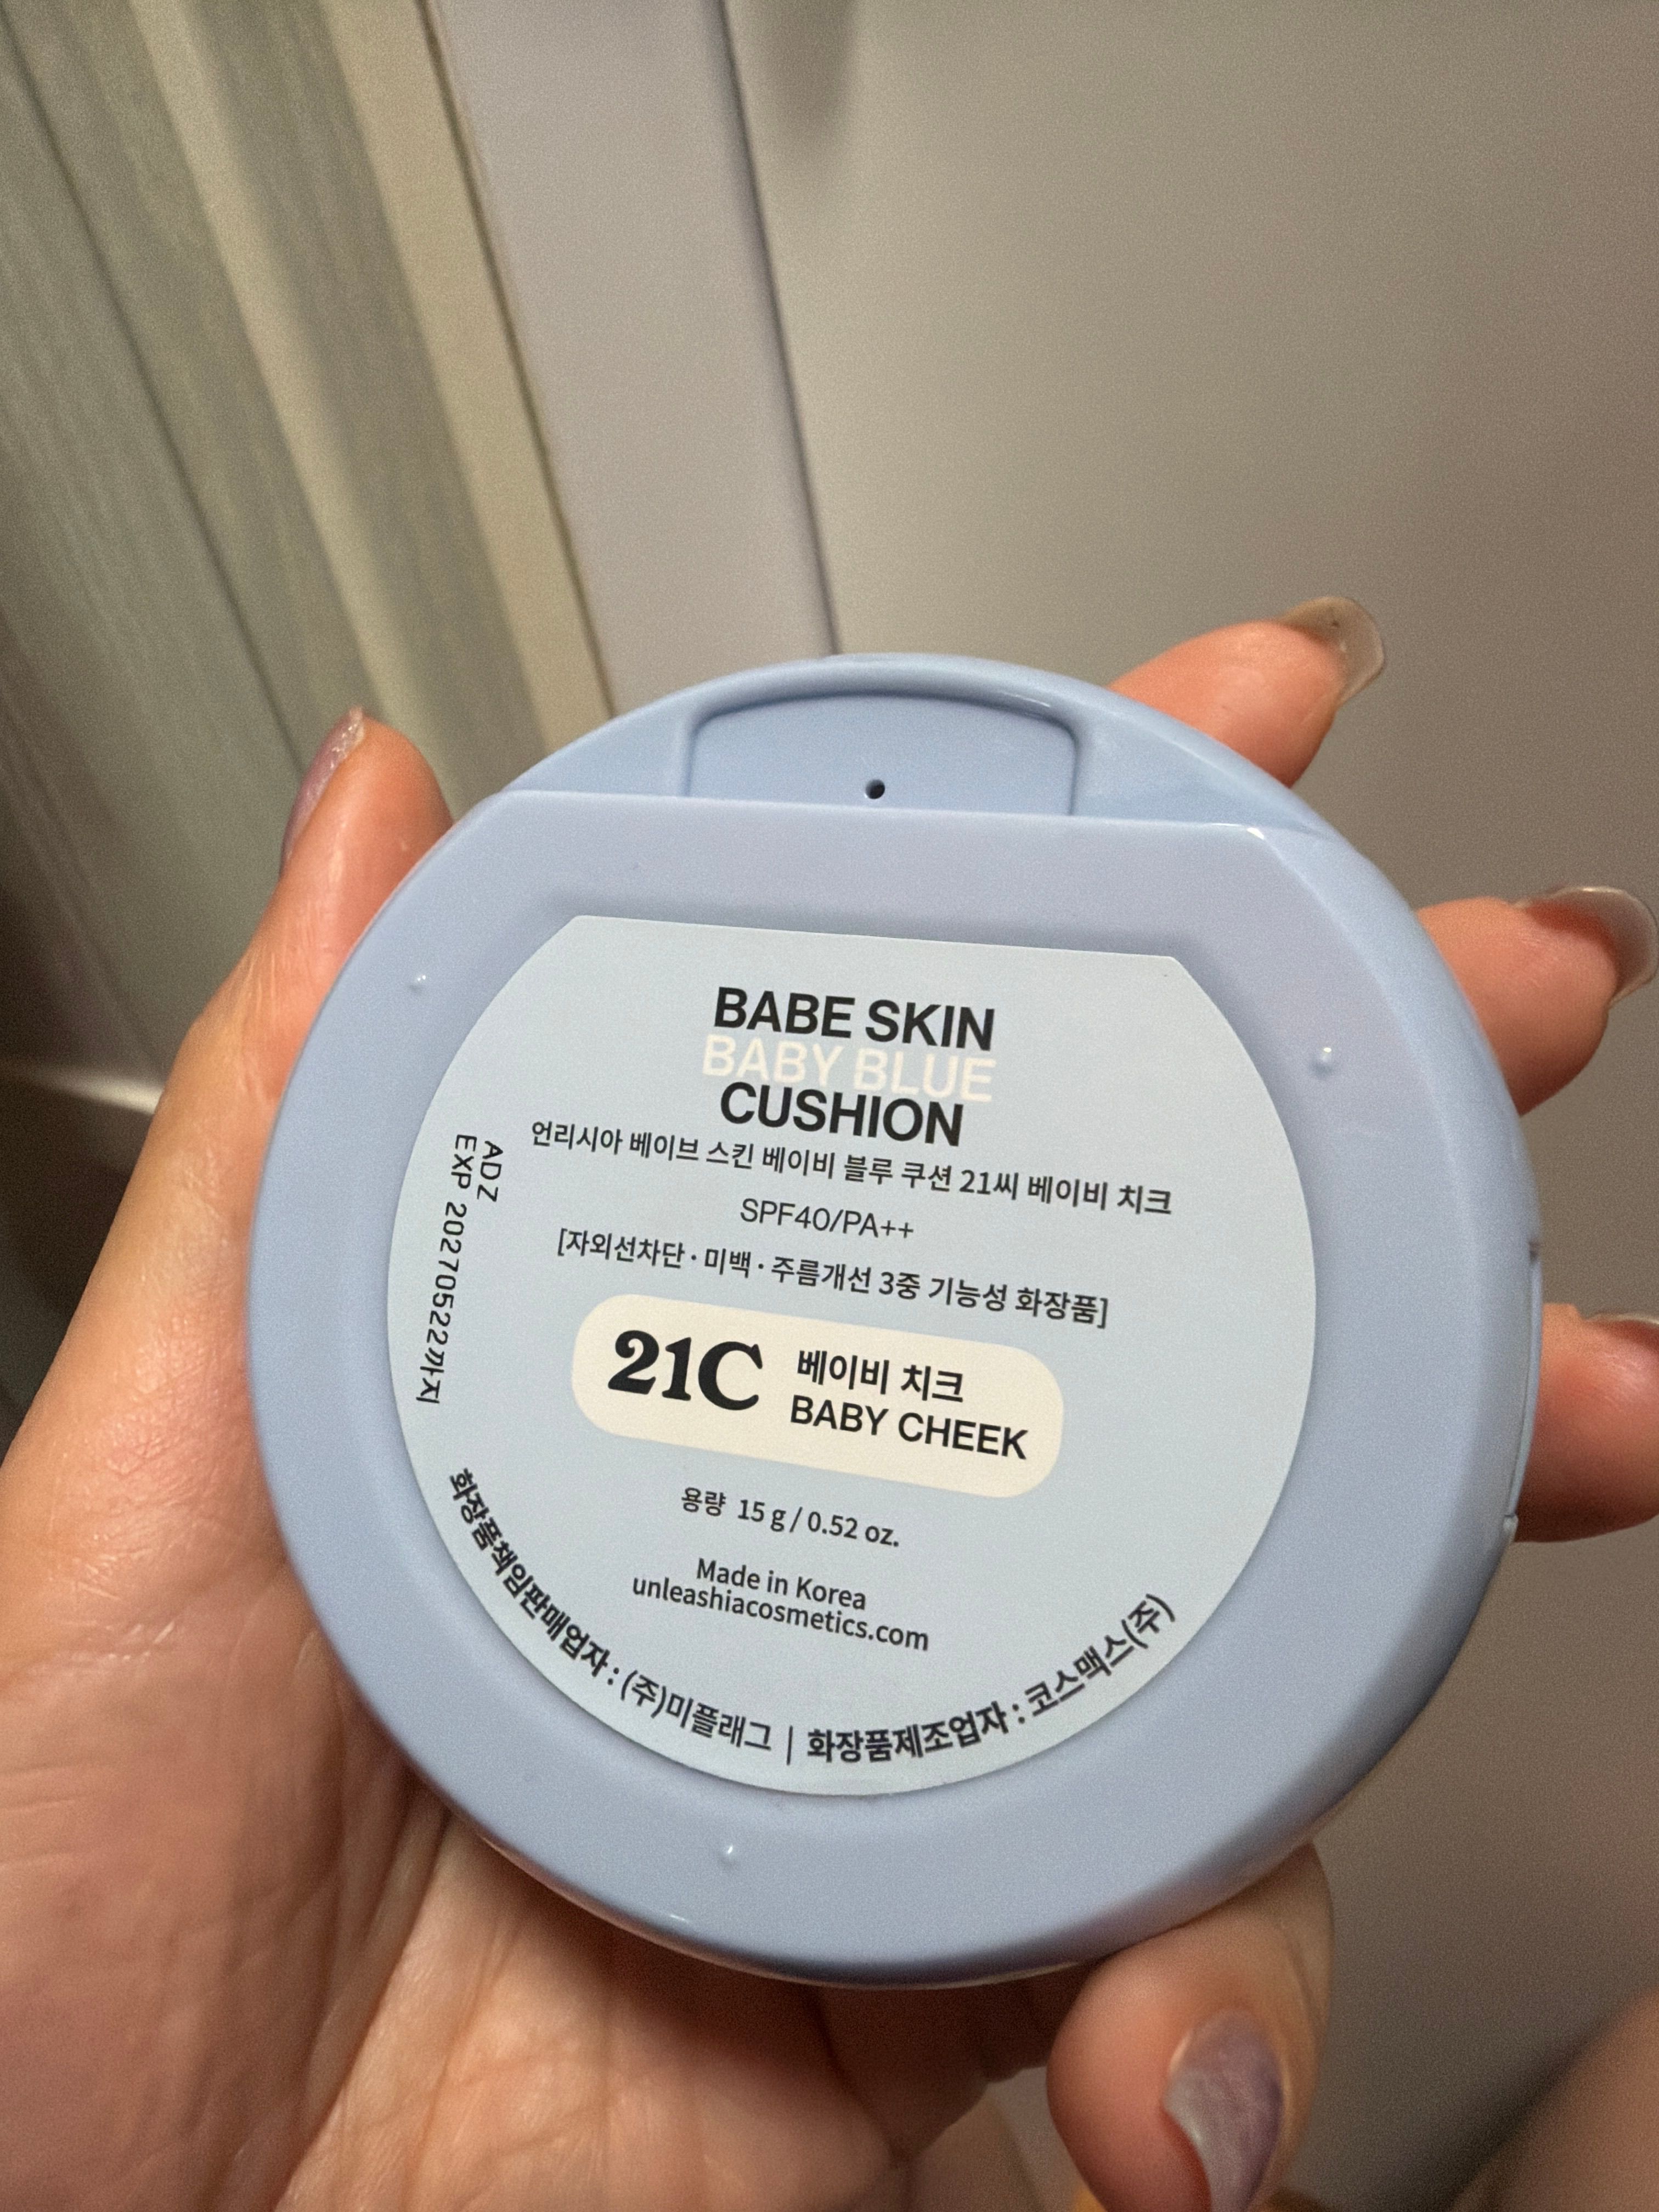 BABE SKIN
BABY BLUE
CUSHION
언리시아 베이브 스킨 베이비 블루 쿠션 21씨 베이비 치크
SPF40/PA++
[자외선차단·미백·주름개선 3중 기능성 화장품]
21C
베이비 치크
BABY CHEEK
용량 15 g / 0.52 oz.
Made in Korea
unleashiacosmetics.com
화장품책임판매업자 : (주)미플래그 | 화장품제조업자 : 코스맥스(주)
ADZ
EXP 20270522까지